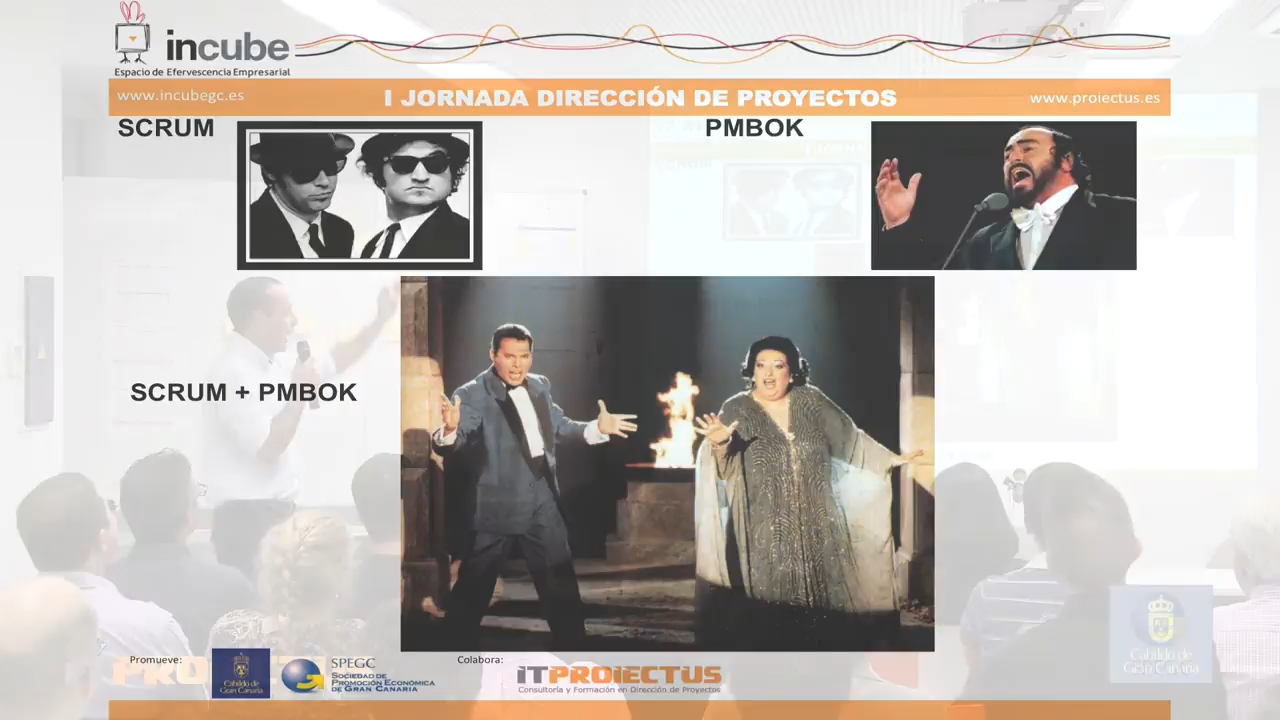 incube
Espacio de Efervescencia Empresarial
www.incubegc.es
I JORNADA DIRECCIÓN DE PROYECTOS
www.proiectus.es
SCRUM
PMBOK
SCRUM + PMBOK
Promueve:
Cabildo de
Gran Canaria
SPEGC
SOCIEDAD DE
PROMOCIÓN ECONÓMICA
DE GRAN CANARIA
Colabora:
ITPROIECTUS
Consultoría y Formación en Dirección de Proyectos
Cabildo de
Gran Canaria